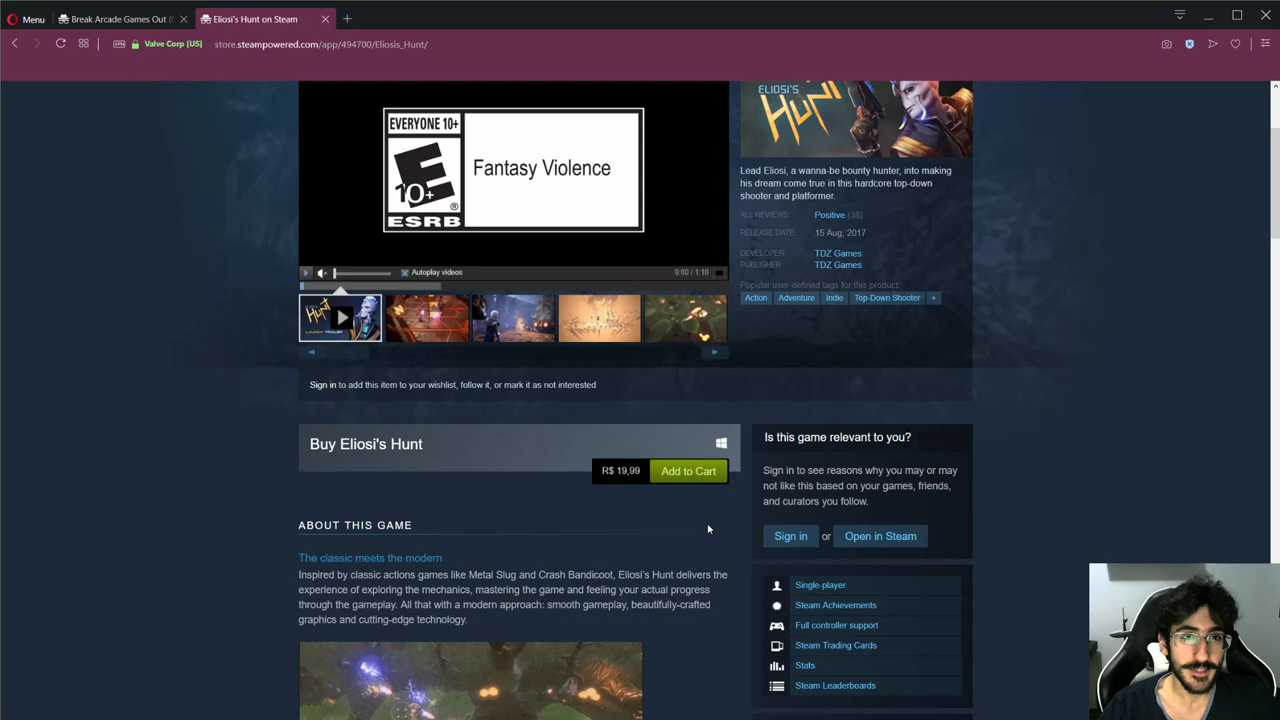 Menu
Break Arcade Games Out (
Eliosi's Hunt on Steam
VPN
Valve Corp [US]
store.steampowered.com/app/494700/Eliosis_Hunt/
EVERYONE 10+
E
10+
®
ESRB
Fantasy Violence
ELIOSI'S
HUNT
Lead Eliosi, a wanna-be bounty hunter, into making
his dream come true in this hardcore top-down
shooter and platformer.
ALL REVIEWS:
Positive (38)
RELEASE DATE:
15 Aug, 2017
DEVELOPER:
TDZ Games
PUBLISHER:
TDZ Games
Popular user-defined tags for this product:
Action
Adventure
Indie
Top-Down Shooter
+
Autoplay videos
0:00 / 1:10
Sign in to add this item to your wishlist, follow it, or mark it as not interested
Buy Eliosi's Hunt
R$ 19,99
Add to Cart
ABOUT THIS GAME
The classic meets the modern
Inspired by classic actions games like Metal Slug and Crash Bandicoot, Eliosi's Hunt delivers the
experience of exploring the mechanics, mastering the game and feeling your actual progress
through the gameplay. All that with a modern approach: smooth gameplay, beautifully-crafted
graphics and cutting-edge technology.
Is this game relevant to you?
Sign in to see reasons why you may or may
not like this based on your games, friends,
and curators you follow.
Sign in
or
Open in Steam
Single-player
Steam Achievements
Full controller support
Steam Trading Cards
Stats
Steam Leaderboards